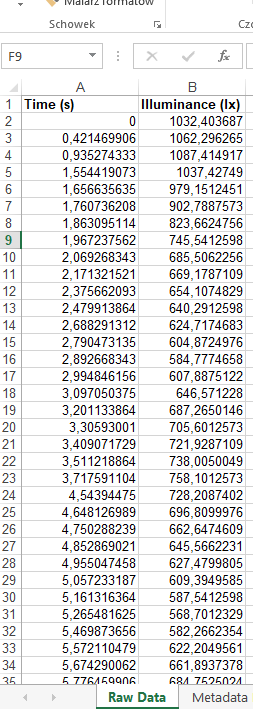 Malarz formatów
Schowek
F9
fx
A B
1 Time (s) Illuminance (lx)
2 0 1032,403687
3 0,421469906 1062,296265
4 0,935274333 1087,414917
5 1,554419073 1037,42749
6 1,656635635 979,1512451
7 1,760736208 902,7887573
8 1,863095114 823,6624756
9 1,967237562 745,5412598
10 2,069268343 685,5062256
11 2,171321521 669,1787109
12 2,375662093 654,1074829
13 2,479913864 640,2912598
14 2,688291312 624,7174683
15 2,790473135 604,8724976
16 2,892668343 584,7774658
17 2,994846156 607,8875122
18 3,097050375 646,571228
19 3,201133864 687,2650146
20 3,30593001 705,6012573
21 3,409071729 721,9287109
22 3,511218864 738,0050049
23 3,717591104 758,1012573
24 4,54394475 728,2087402
25 4,648126989 696,8099976
26 4,750288239 662,6474609
27 4,852869021 645,5662231
28 4,955047458 627,4799805
29 5,057233187 609,3949585
30 5,161316364 587,5412598
31 5,265481625 568,7012329
32 5,469873656 582,2662354
33 5,572110479 622,2049561
34 5,674290062 661,8937378
35 5,776459906 684,7525024
Raw Data Metadata